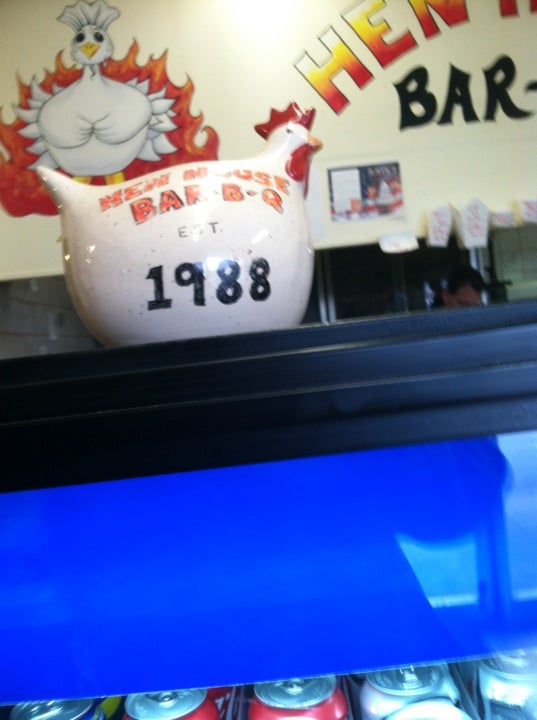 HEN H
BAR-
HEN HOUSE
BAR-B-Q
EST.
1988